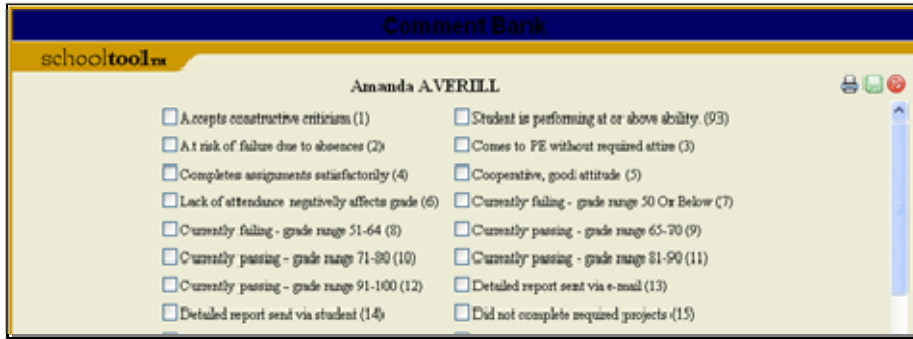 Comment Bank
schooltool™
Amanda AVERILL
Accepts constructive criticism (1) Student is performing at or above ability. (93)
At risk of failure due to absences (2) Comes to PE without required attire (3)
Completes assignments satisfactorily (4) Cooperative, good attitude (5)
Lack of attendance negatively affects grade (6) Currently failing - grade range 50 Or Below (7)
Currently failing - grade range 51-64 (8) Currently passing - grade range 65-70 (9)
Currently passing - grade range 71-80 (10) Currently passing - grade range 81-90 (11)
Currently passing - grade range 91-100 (12) Detailed report sent via e-mail (13)
Detailed report sent via student (14) Did not complete required projects (15)